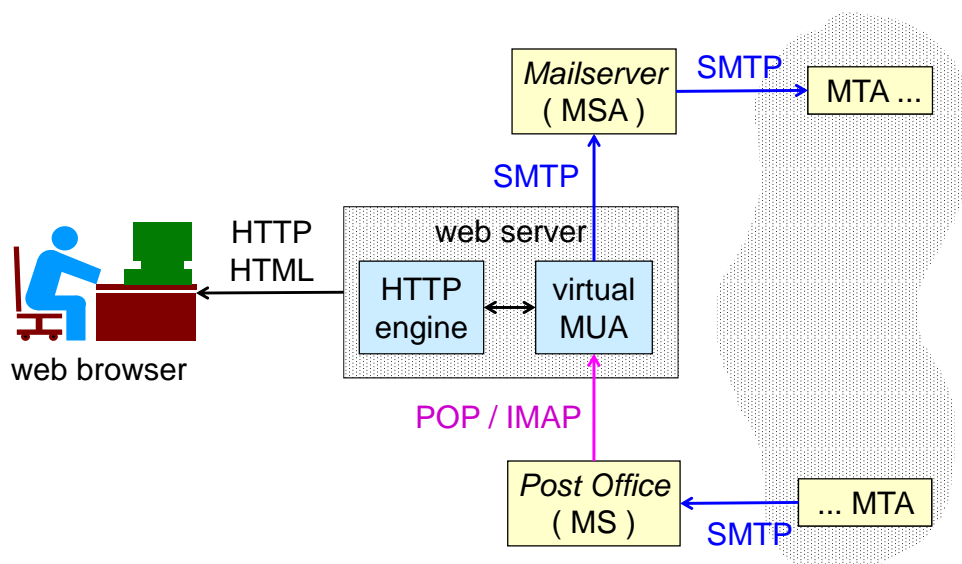 Mailserver
( MSA )
SMTP
MTA ...
SMTP
web server
HTTP
HTML
HTTP
engine
virtual
MUA
web browser
POP / IMAP
Post Office
( MS )
SMTP
... MTA